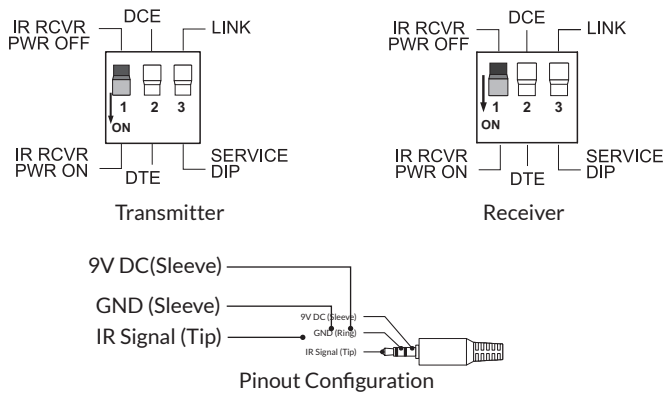 IR RCVR
PWR OFF
DCE
LINK
1 2 3
ON
IR RCVR
PWR ON
DTE
SERVICE
DIP
Transmitter
IR RCVR
PWR OFF
DCE
LINK
1 2 3
ON
IR RCVR
PWR ON
DTE
SERVICE
DIP
Receiver
9V DC(Sleeve)
GND (Sleeve)
IR Signal (Tip)
9V DC (Sleeve)
GND (Ring)
IR Signal (Tip)
Pinout Configuration